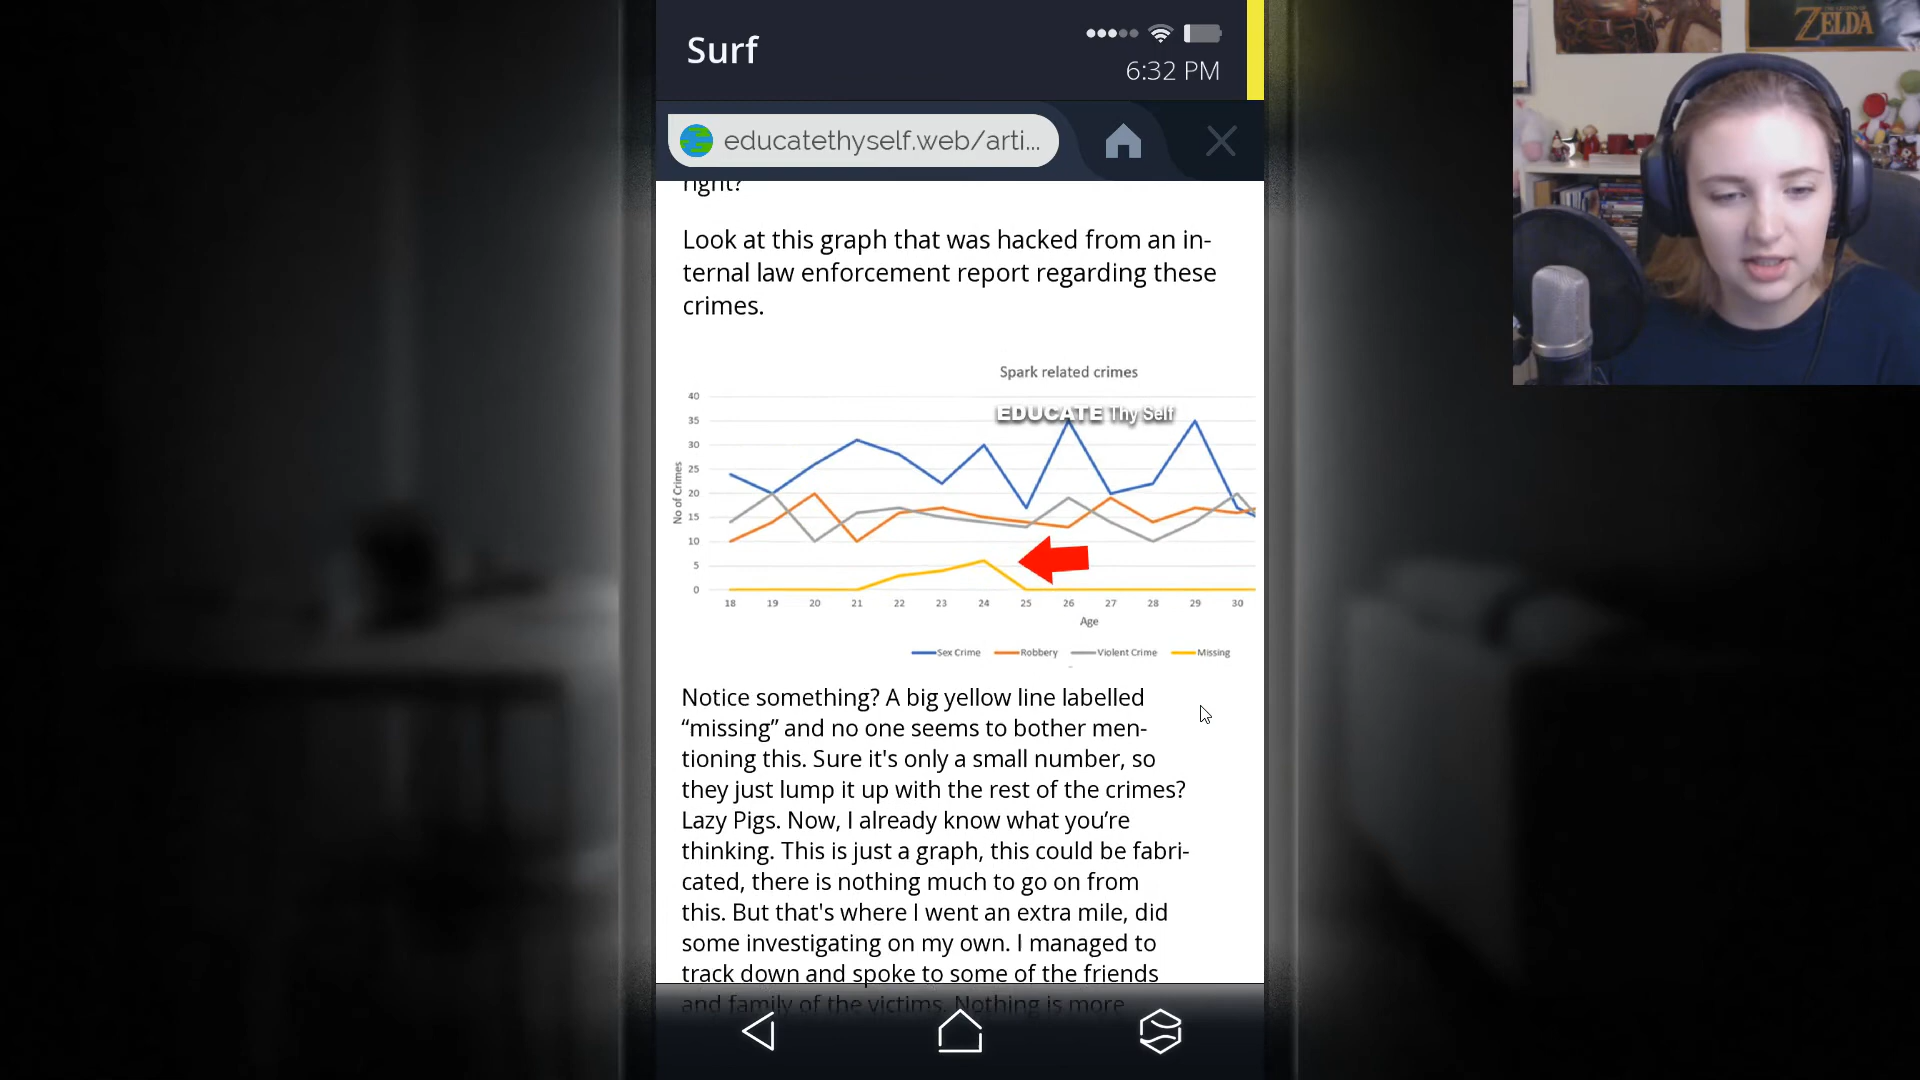 Surf
6:32 PM
educatethyself.web/arti...
right?
Look at this graph that was hacked from an in-
ternal law enforcement report regarding these
crimes.
Spark related crimes
EDUCATE Thy Self
40
35
30
25
20
15
10
5
0
No of Crimes
18 19 20 21 22 23 24 25 26 27 28 29 30
Age
Sex Crime Robbery Violent Crime Missing
Notice something? A big yellow line labelled
“missing” and no one seems to bother men-
tioning this. Sure it's only a small number, so
they just lump it up with the rest of the crimes?
Lazy Pigs. Now, I already know what you’re
thinking. This is just a graph, this could be fabri-
cated, there is nothing much to go on from
this. But that's where I went an extra mile, did
some investigating on my own. I managed to
track down and spoke to some of the friends
and family of the victims. Nothing is more
ZELDA